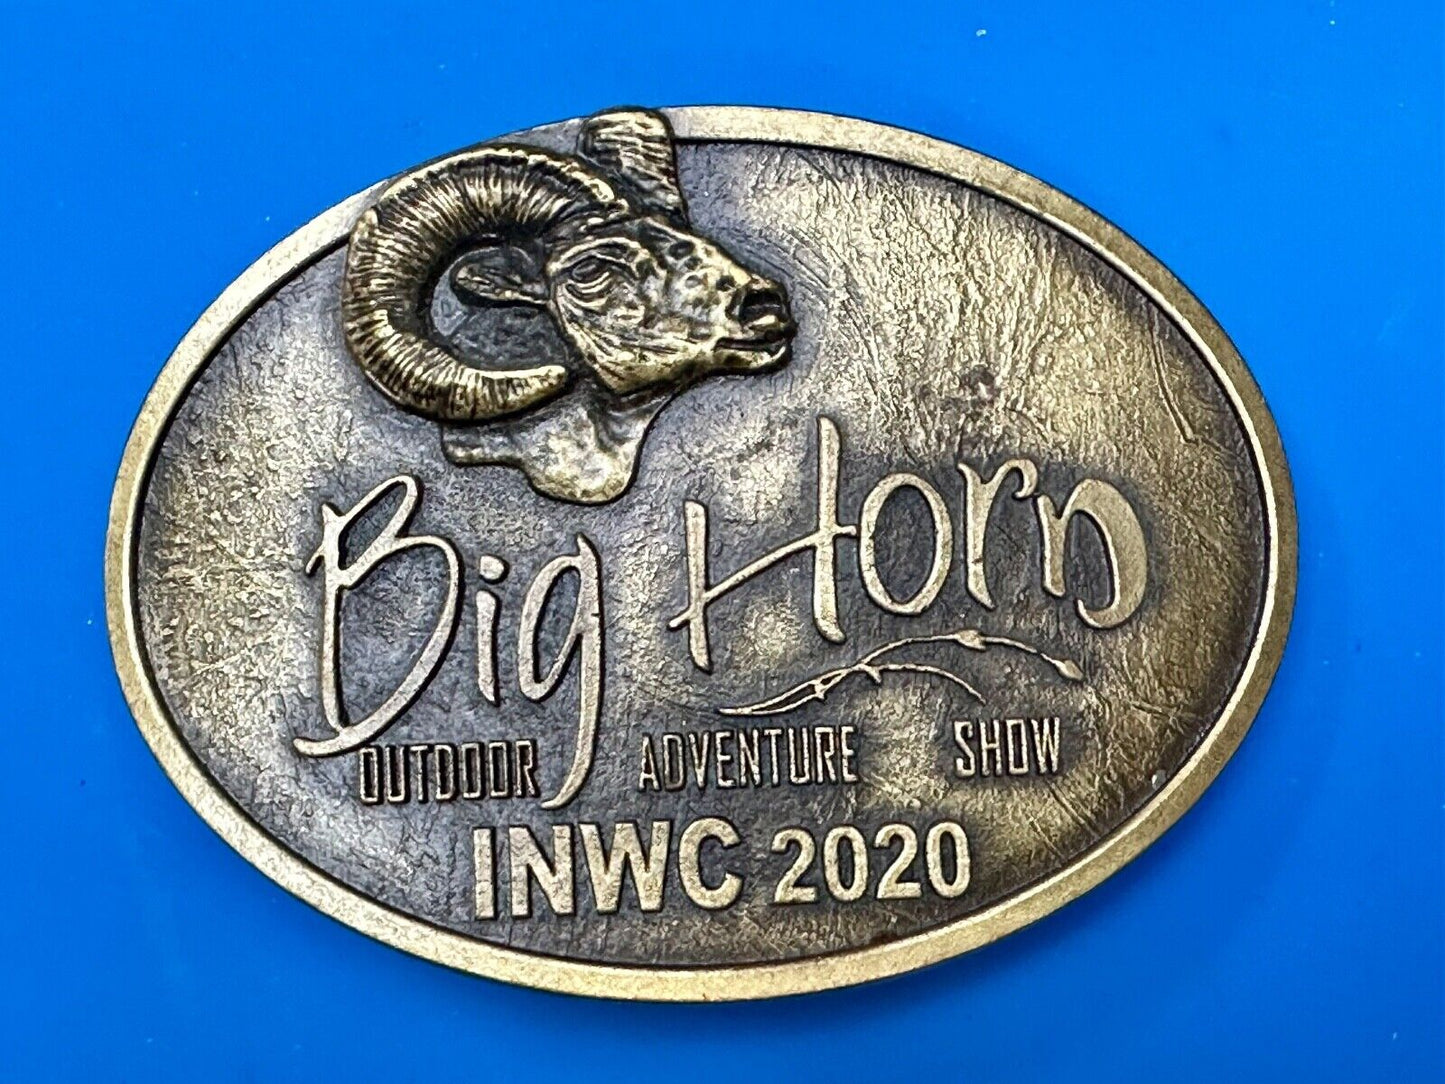 Big Horn
OUTDOOR ADVENTURE SHOW
INWC 2020